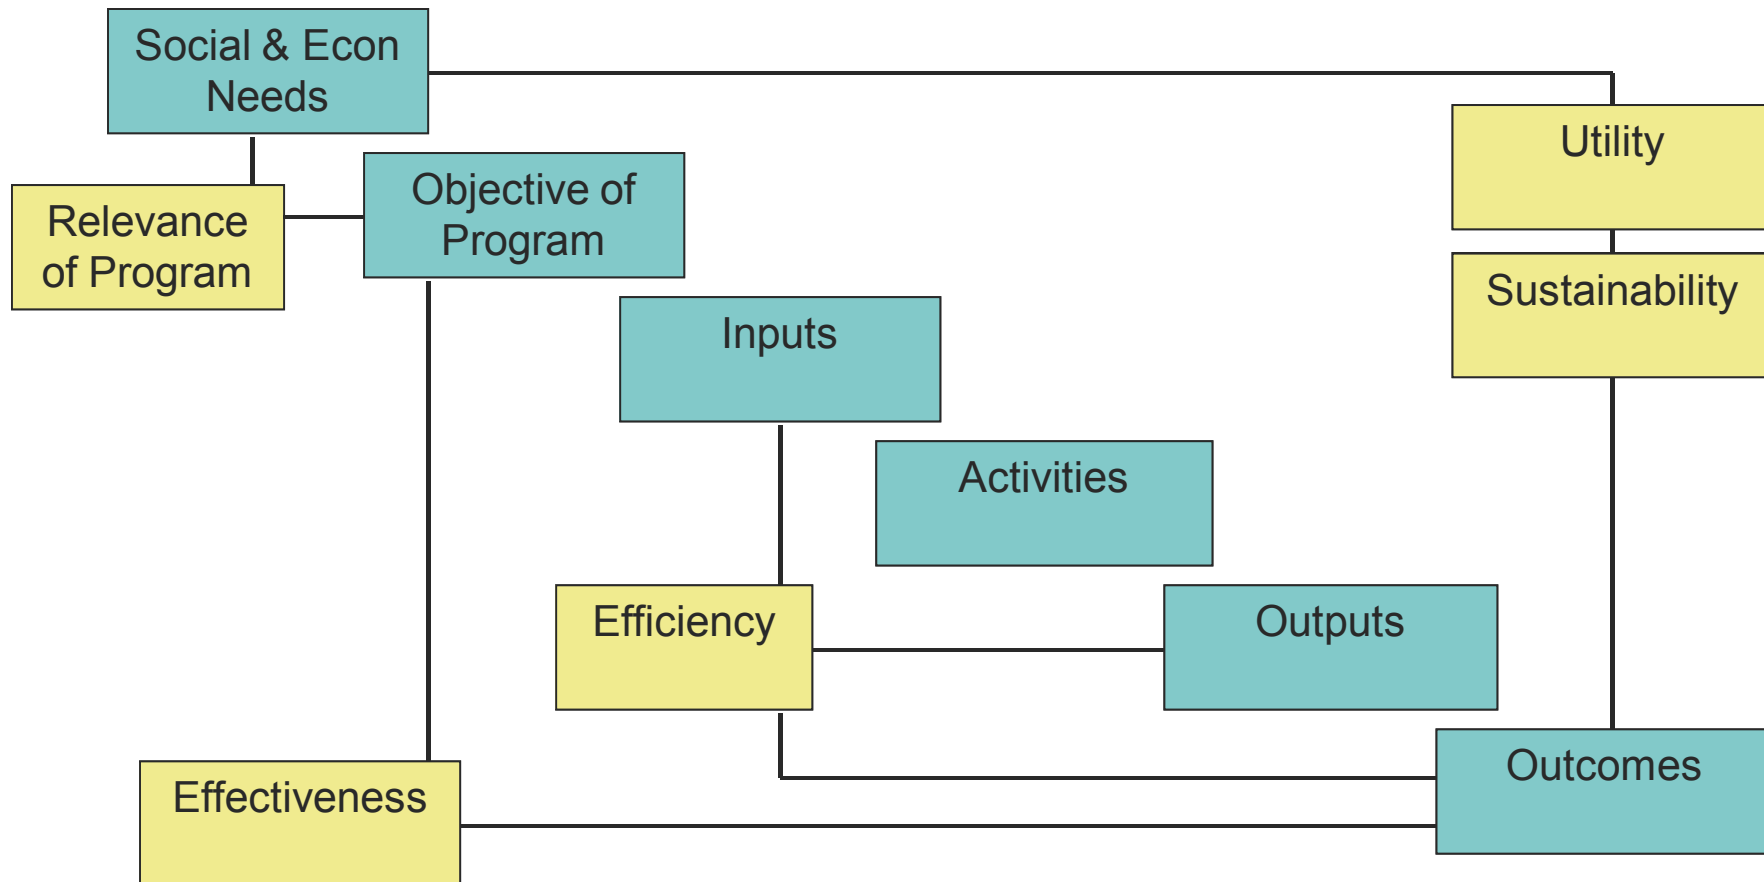 Social & Econ
Needs
Utility
Objective of
Program
Relevance
of Program
Sustainability
Inputs
Activities
Efficiency
Outputs
Outcomes
Effectiveness